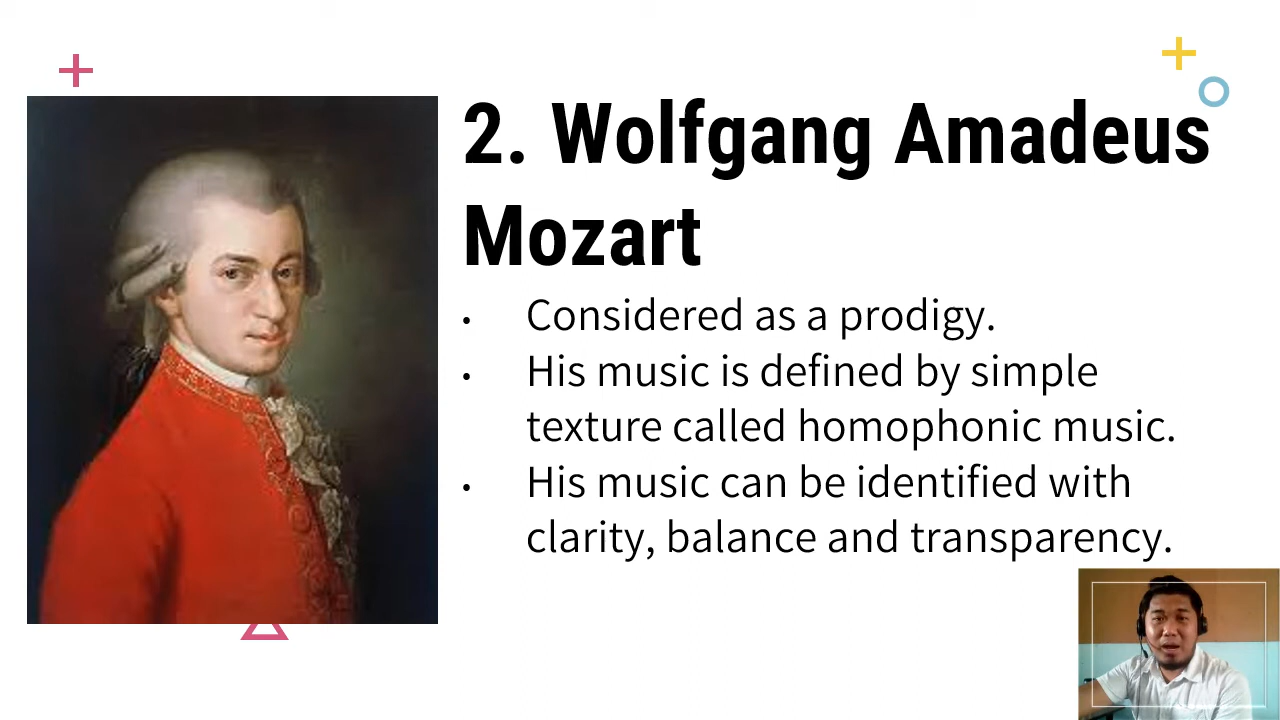 2. Wolfgang Amadeus
Mozart
• Considered as a prodigy.
• His music is defined by simple
texture called homophonic music.
• His music can be identified with
clarity, balance and transparency.